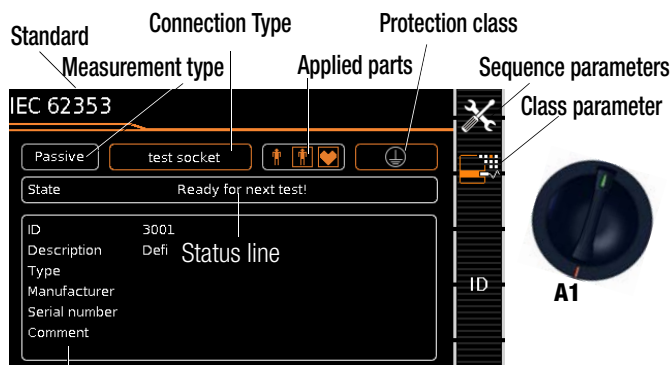 Standard
Connection Type
Protection class
Measurement type
Applied parts
Sequence parameters
Class parameter
IEC 62353
Passive
test socket
State Ready for next test!
ID 3001
Description Defi
Status line
Type
Manufacturer
Serial number
Comment
ID
A1